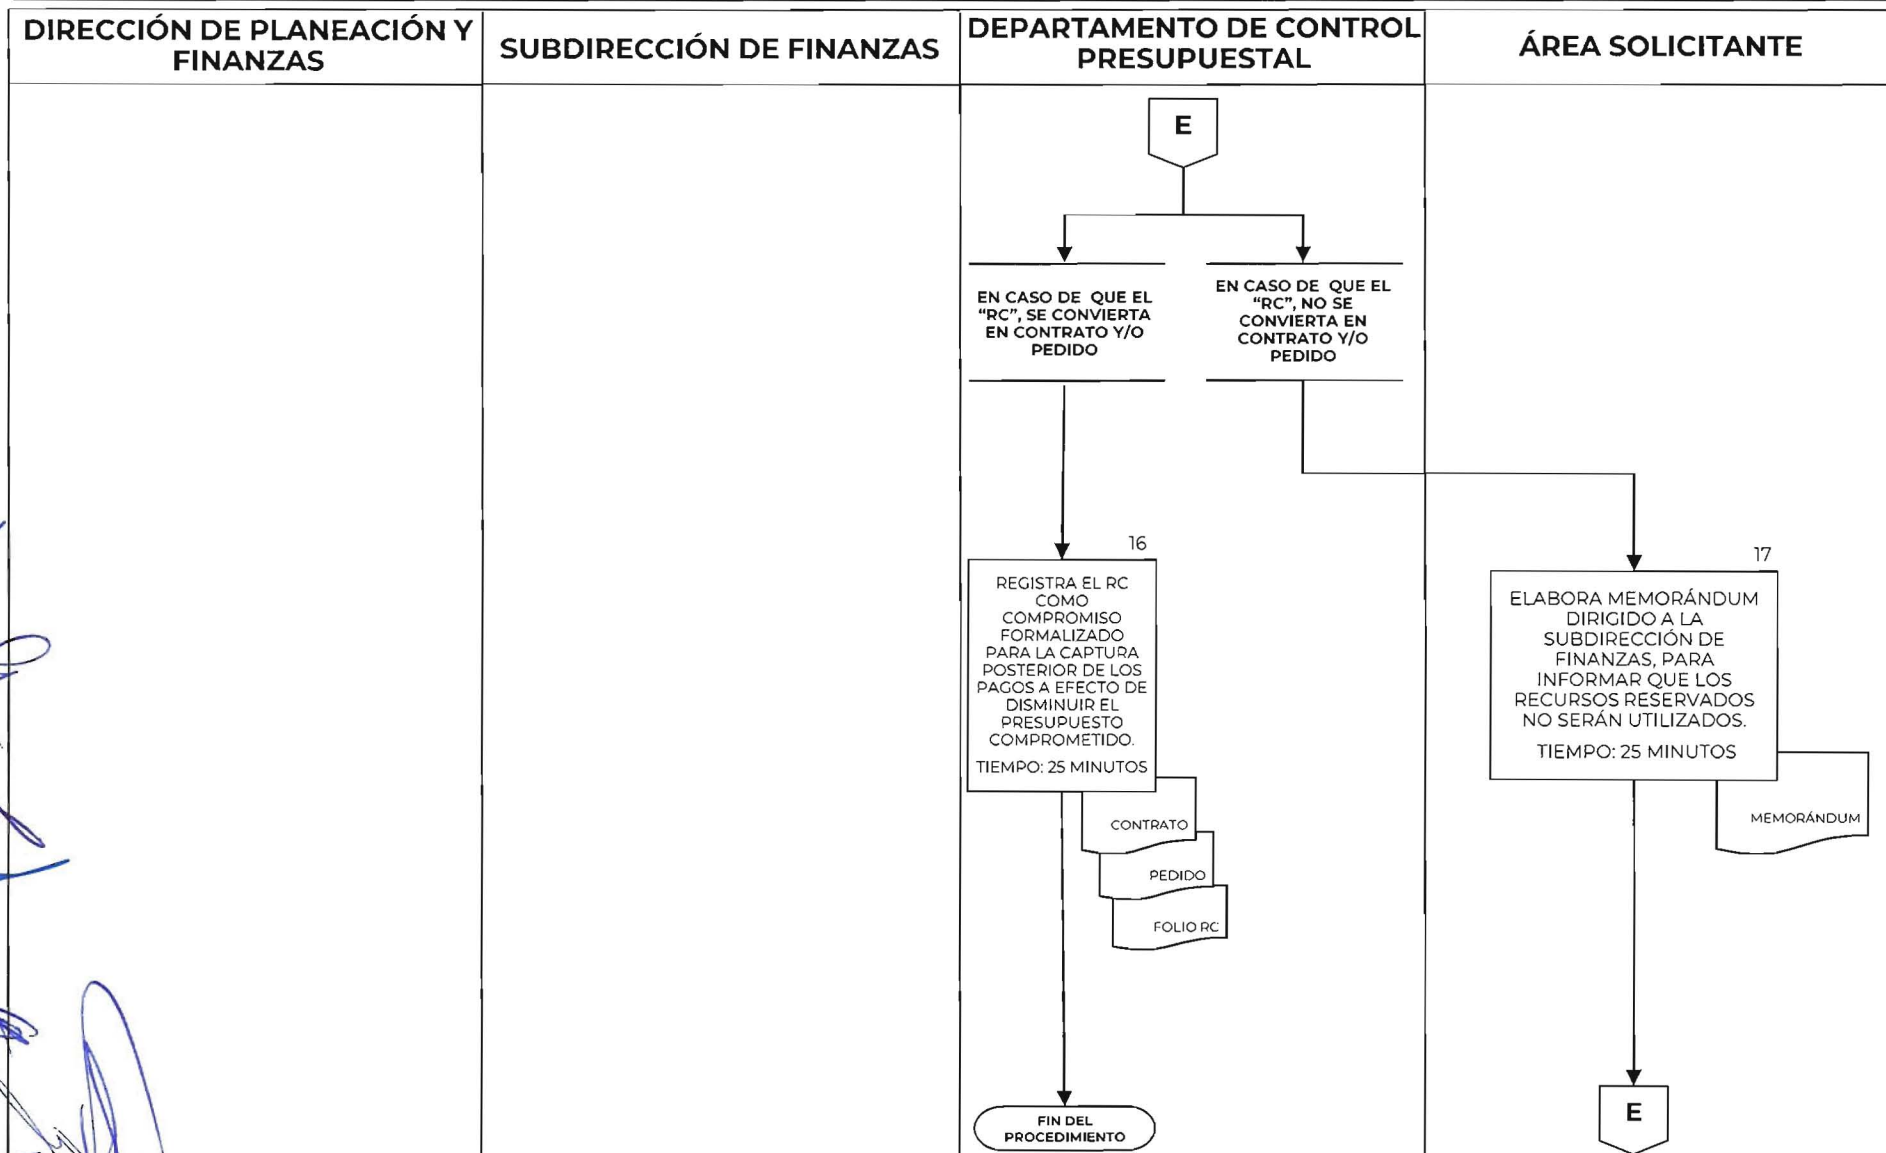 DIRECCIÓN DE PLANEACIÓN Y
FINANZAS
SUBDIRECCIÓN DE FINANZAS
DEPARTAMENTO DE CONTROL
PRESUPUESTAL
ÁREA SOLICITANTE
E
EN CASO DE QUE EL
“RC”, SE CONVIERTA
EN CONTRATO Y/O
PEDIDO
EN CASO DE QUE EL
“RC”, NO SE
CONVIERTA EN
CONTRATO Y/O
PEDIDO
16
REGISTRA EL RC
COMO
COMPROMISO
FORMALIZADO
PARA LA CAPTURA
POSTERIOR DE LOS
PAGOS A EFECTO DE
DISMINUIR EL
PRESUPUESTO
COMPROMETIDO.
TIEMPO: 25 MINUTOS
CONTRATO
PEDIDO
FOLIO RC
FIN DEL
PROCEDIMIENTO
17
ELABORA MEMORÁNDUM
DIRIGIDO A LA
SUBDIRECCIÓN DE
FINANZAS, PARA
INFORMAR QUE LOS
RECURSOS RESERVADOS
NO SERÁN UTILIZADOS.
TIEMPO: 25 MINUTOS
MEMORÁNDUM
E